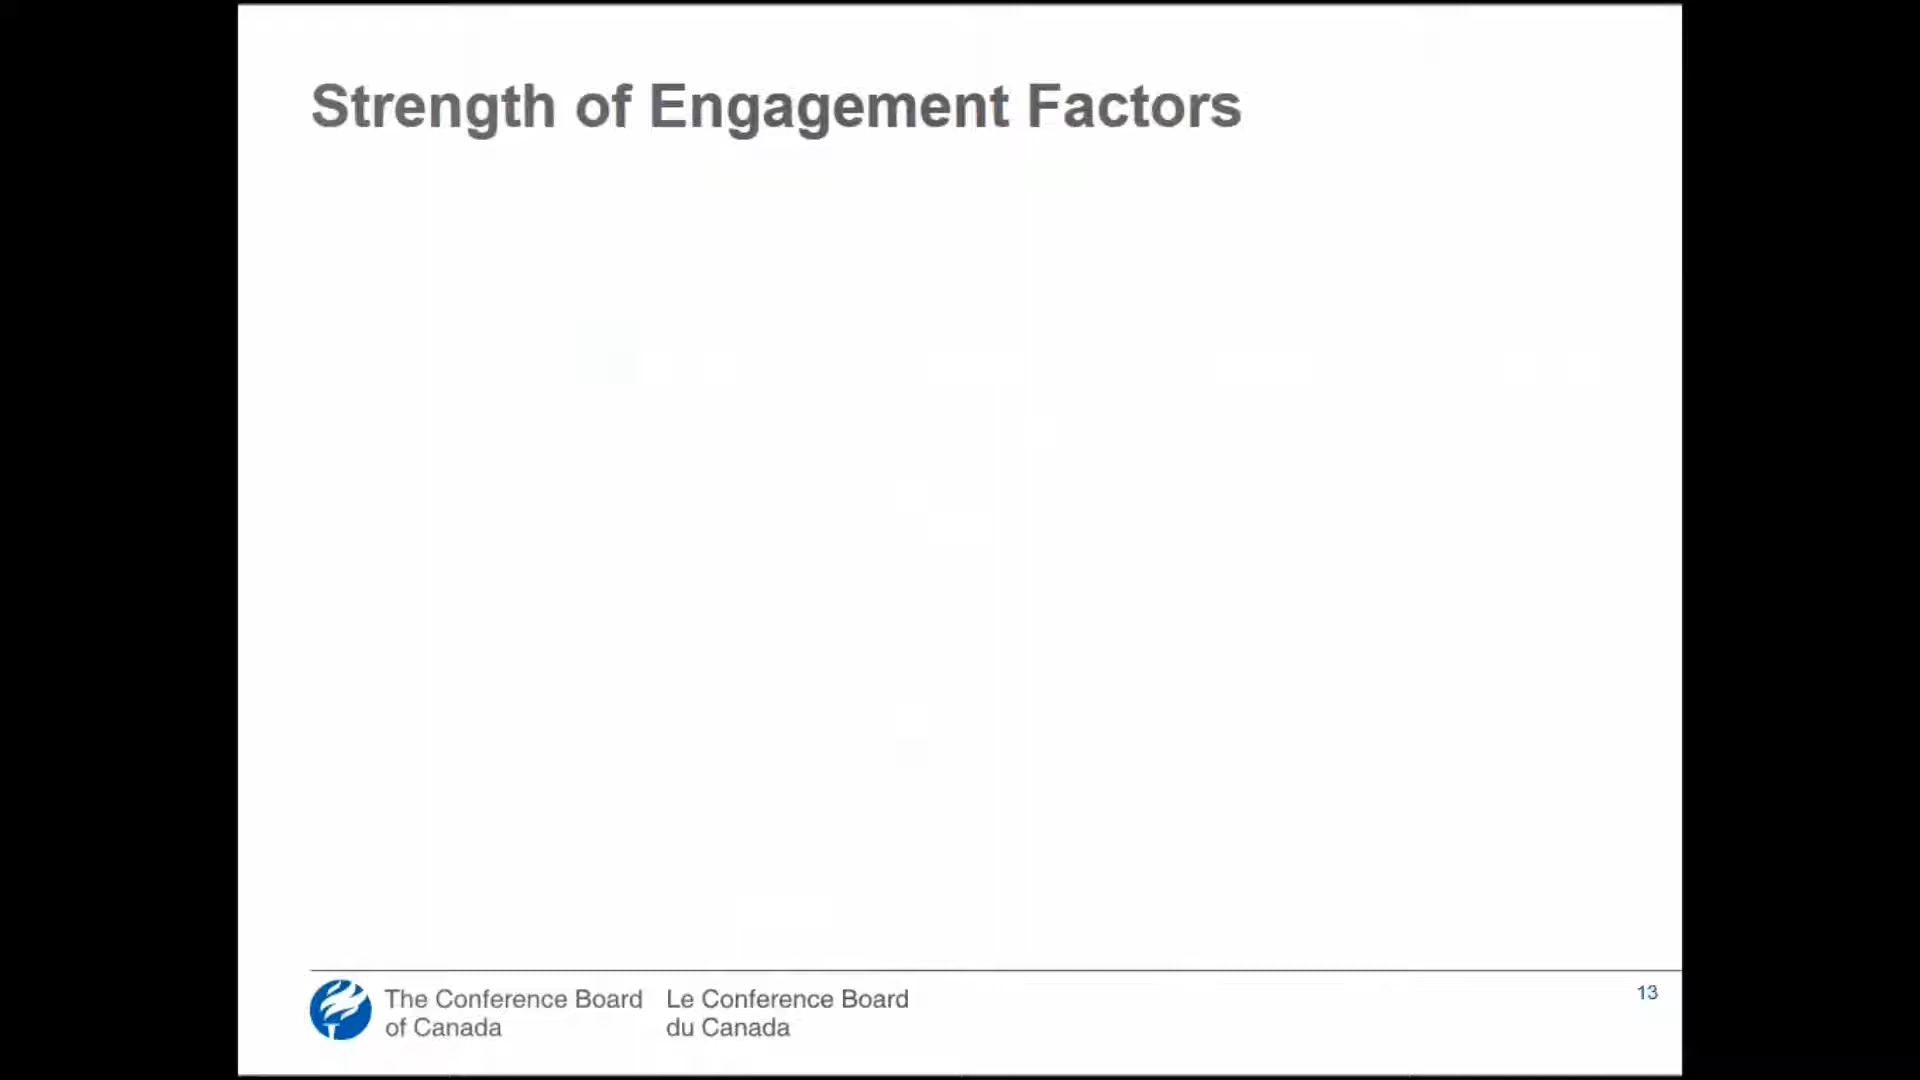 Strength of Engagement Factors
The Conference Board
of Canada
Le Conference Board
du Canada
13